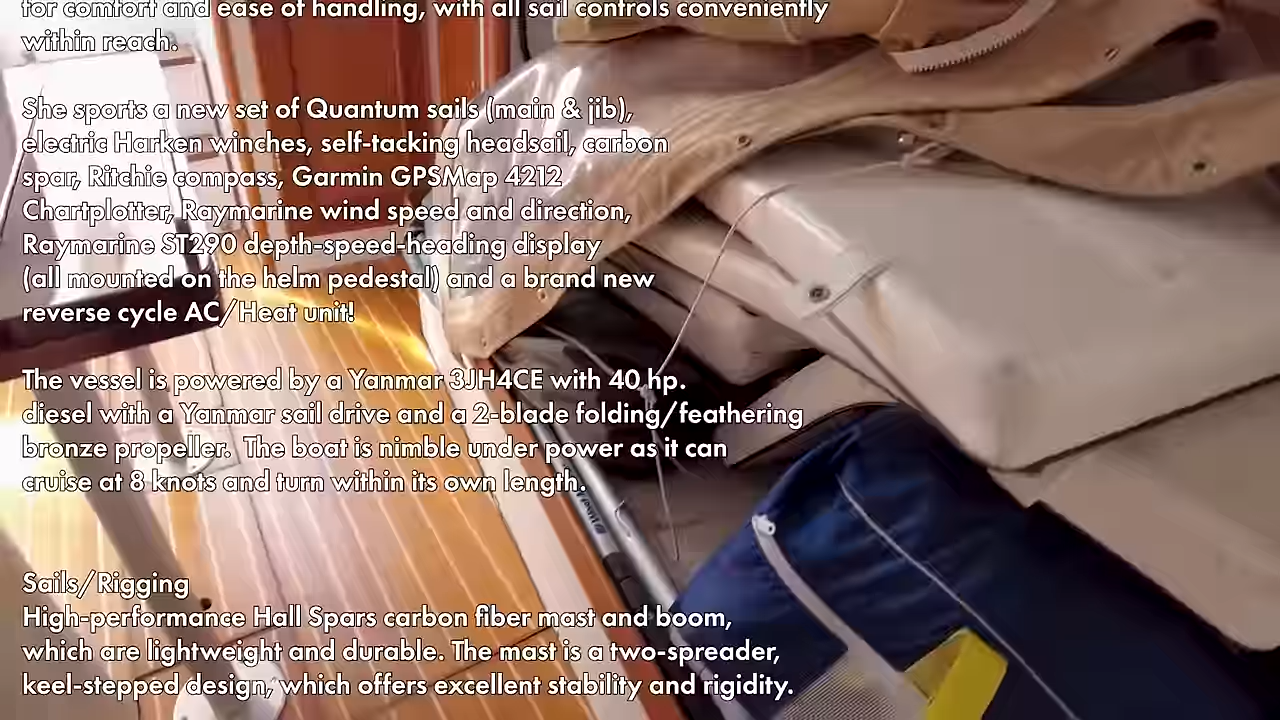 for comfort and ease of handling, with all sail controls conveniently
within reach.
She sports a new set of Quantum sails (main & jib),
electric Harken winches, self-tacking headsail, carbon
spar, Ritchie compass, Garmin GPSMap 4212
Chartplotter, Raymarine wind speed and direction,
Raymarine ST290 depth-speed-heading display
(all mounted on the helm pedestal) and a brand new
reverse cycle AC/Heat unit!
The vessel is powered by a Yanmar 3JH4CE with 40 hp.
diesel with a Yanmar sail drive and a 2-blade folding/feathering
bronze propeller.  The boat is nimble under power as it can
cruise at 8 knots and turn within its own length.
Sails/Rigging
High-performance Hall Spars carbon fiber mast and boom,
which are lightweight and durable. The mast is a two-spreader,
keel-stepped design, which offers excellent stability and rigidity.